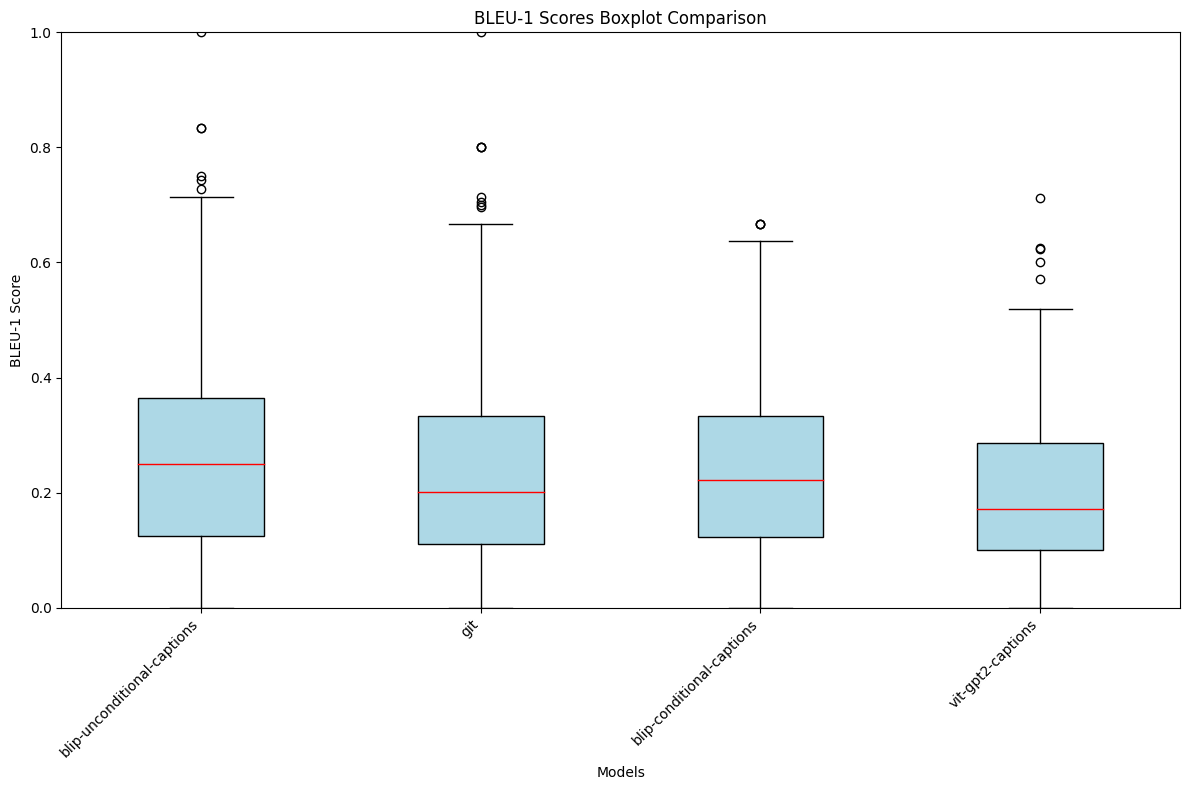 BLEU-1 Scores Boxplot Comparison
BLEU-1 Score
1.0
0.8
0.6
0.4
0.2
0.0
blip-unconditional-captions
git
blip-conditional-captions
vit-gpt2-captions
Models